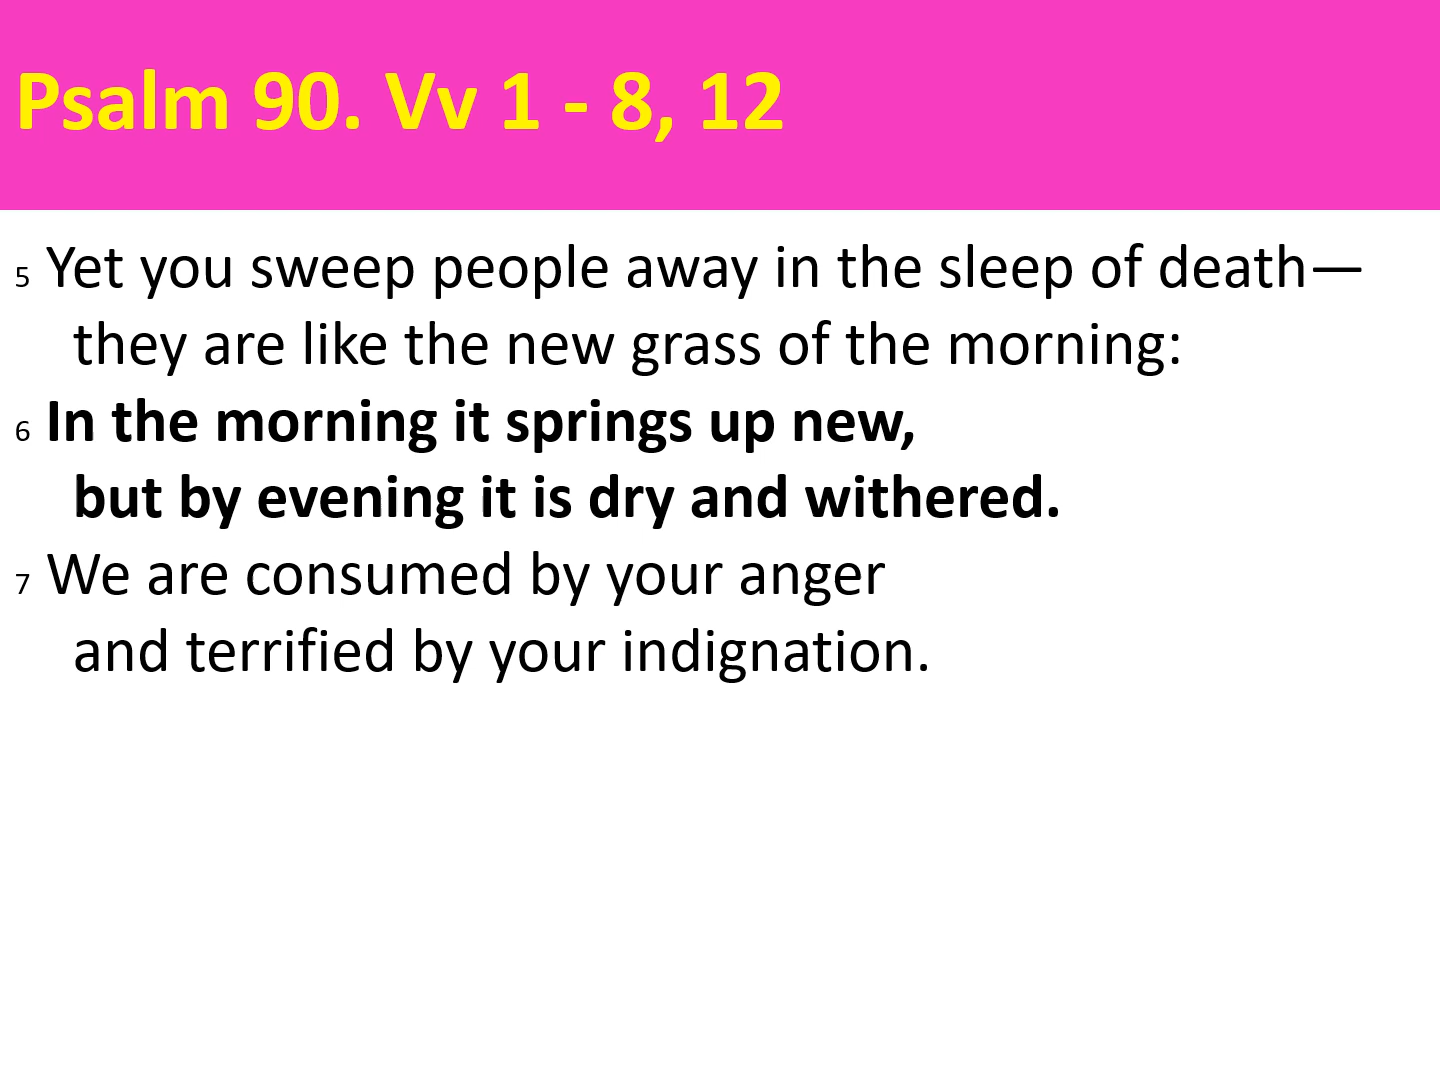 Psalm 90. Vv 1 - 8, 12
5 Yet you sweep people away in the sleep of death—
they are like the new grass of the morning:
6 In the morning it springs up new,
but by evening it is dry and withered.
7 We are consumed by your anger
and terrified by your indignation.